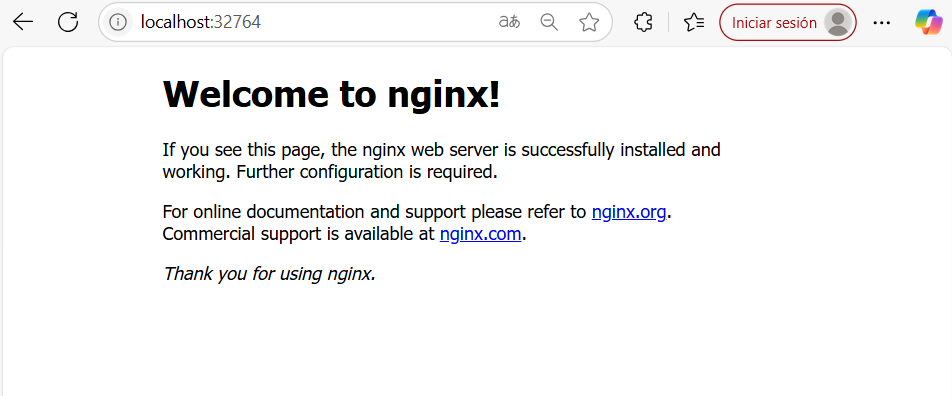 localhost:32764
aあ
Iniciar sesión
Welcome to nginx!
If you see this page, the nginx web server is successfully installed and
working. Further configuration is required.
For online documentation and support please refer to nginx.org.
Commercial support is available at nginx.com.
Thank you for using nginx.